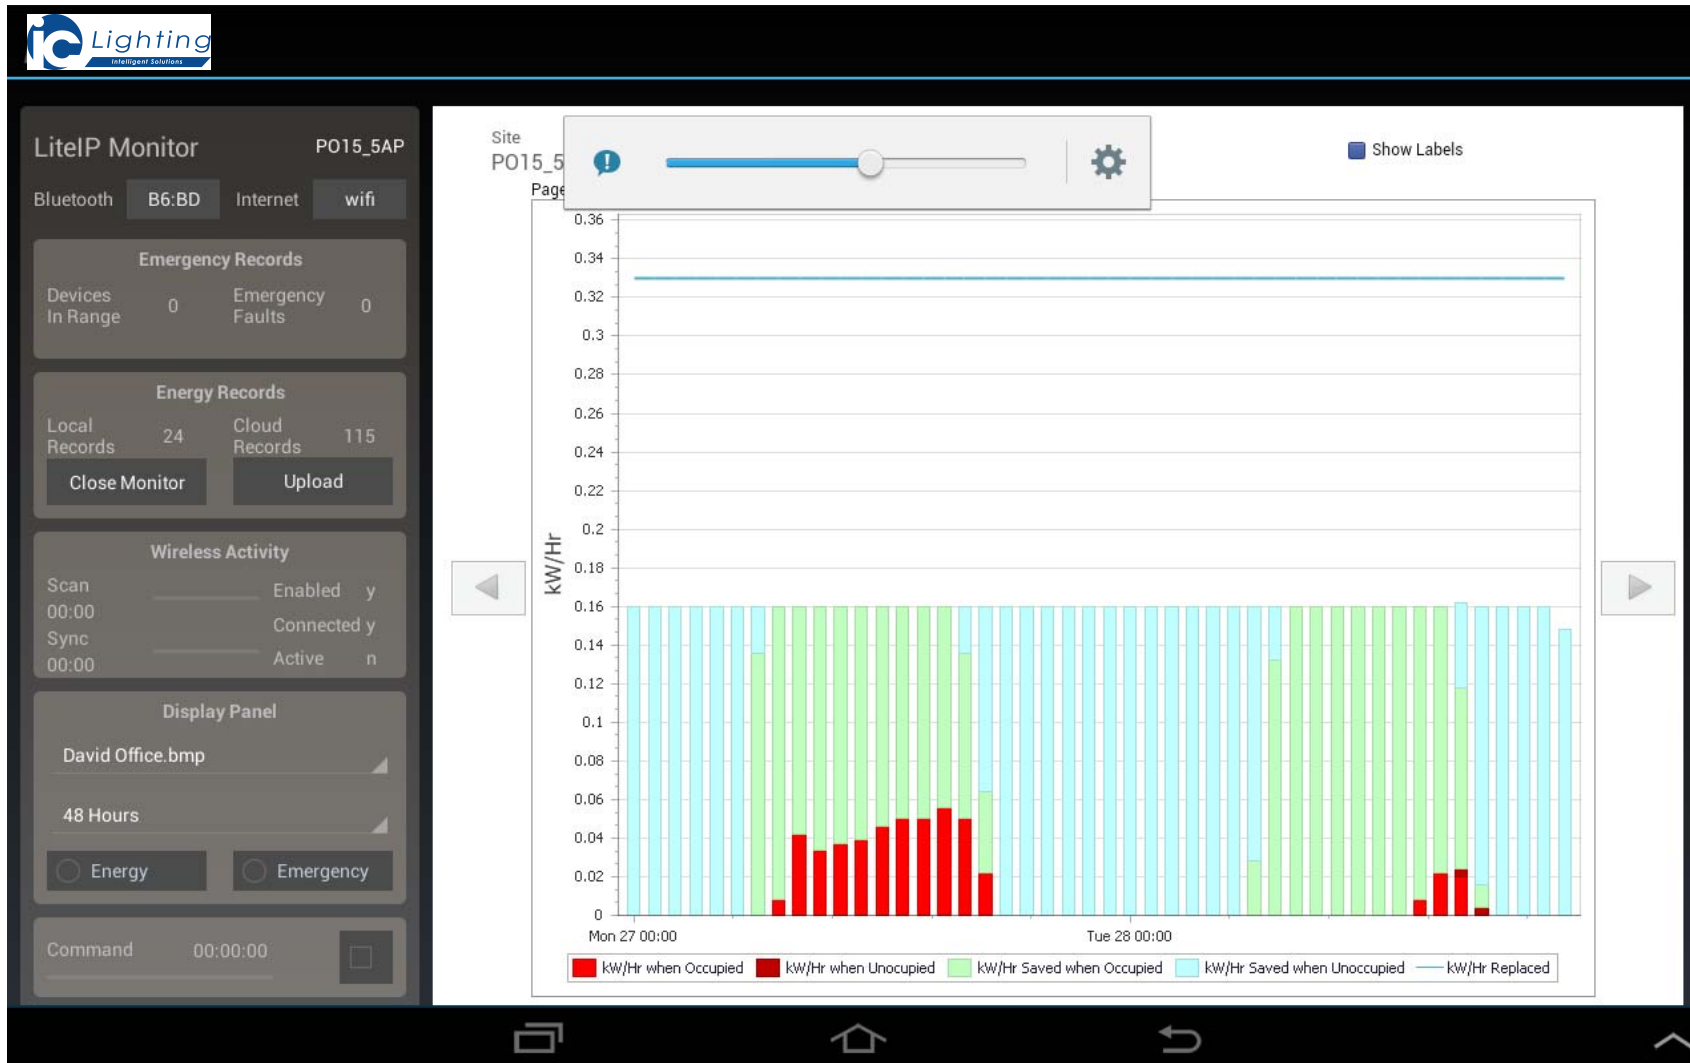 ic Lighting
Intelligent Solutions
LiteIP Monitor PO15_5AP
Bluetooth B6:BD Internet wifi
Emergency Records
Devices In Range 0 Emergency Faults 0
Energy Records
Local Records 24 Cloud Records 115
Close Monitor Upload
Wireless Activity
Scan 00:00 Enabled y
Connected y
Sync 00:00 Active n
Display Panel
David Office.bmp
48 Hours
Energy Emergency
Command 00:00:00
Site
PO15_5
Page
Show Labels
kW/Hr
0.36
0.34
0.32
0.3
0.28
0.26
0.24
0.22
0.2
0.18
0.16
0.14
0.12
0.1
0.08
0.06
0.04
0.02
0
Mon 27 00:00 Tue 28 00:00
kW/Hr when Occupied kW/Hr when Unocupied kW/Hr Saved when Occupied kW/Hr Saved when Unoccupied kW/Hr Replaced